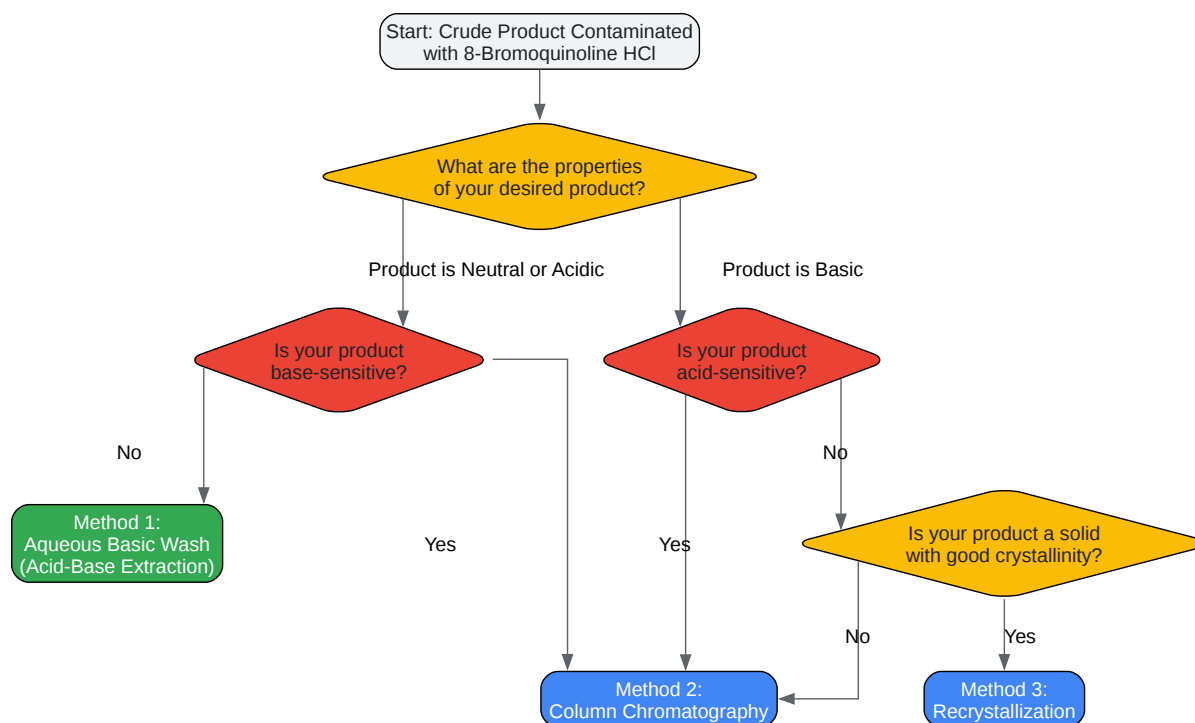 Start: Crude Product Contaminated
with 8-Bromoquinoline HCl
What are the properties
of your desired product?
Product is Neutral or Acidic
Product is Basic
Is your product
base-sensitive?
Is your product
acid-sensitive?
No
No
Method 1:
Aqueous Basic Wash
(Acid-Base Extraction)
Yes
Yes
Is your product a solid
with good crystallinity?
No
Yes
Method 2:
Column Chromatography
Method 3:
Recrystallization